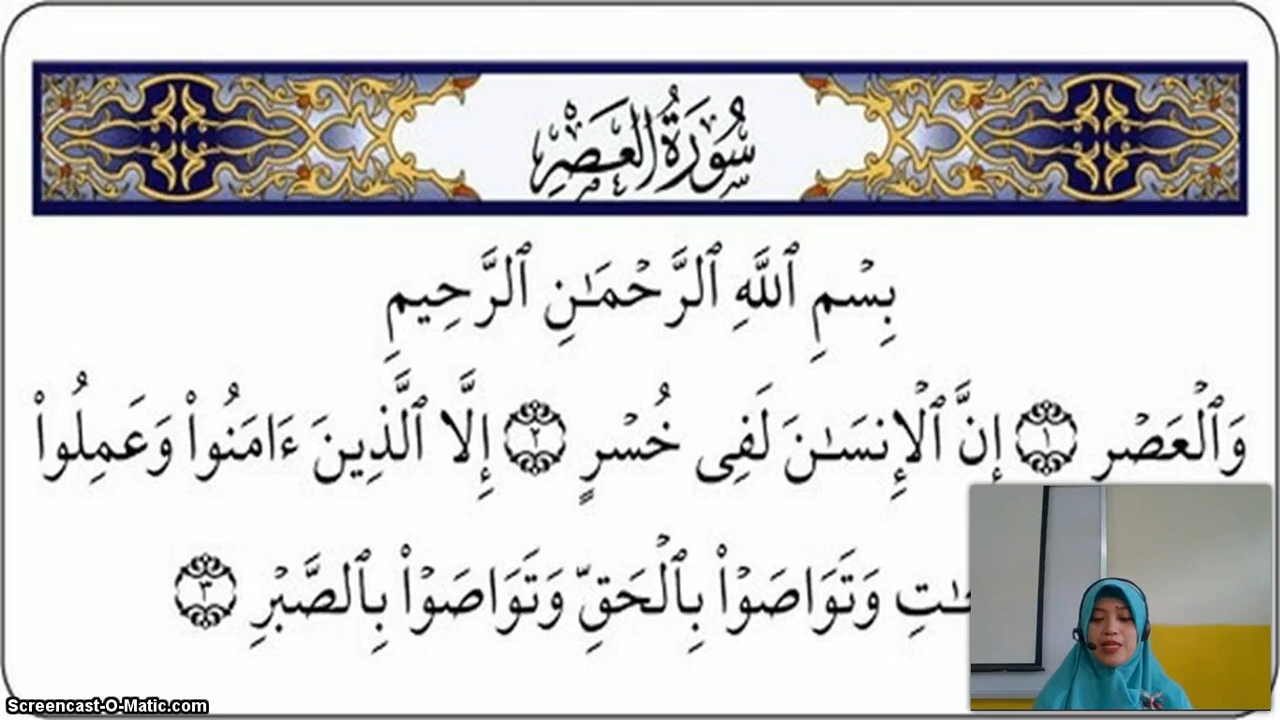 سُورَةُ العَصْرِ
بِسْمِ ٱللَّهِ ٱلرَّحْمَـٰنِ ٱلرَّحِيمِ
وَٱلْعَصْرِ ١ إِنَّ ٱلْإِنسَـٰنَ لَفِى خُسْرٍ ٢ إِلَّا ٱلَّذِينَ ءَامَنُوا۟ وَعَمِلُوا۟
وَتَوَاصَوْا۟ بِٱلْحَقِّ وَتَوَاصَوْا۟ بِٱلصَّبْرِ ٣
Screencast-O-Matic.com